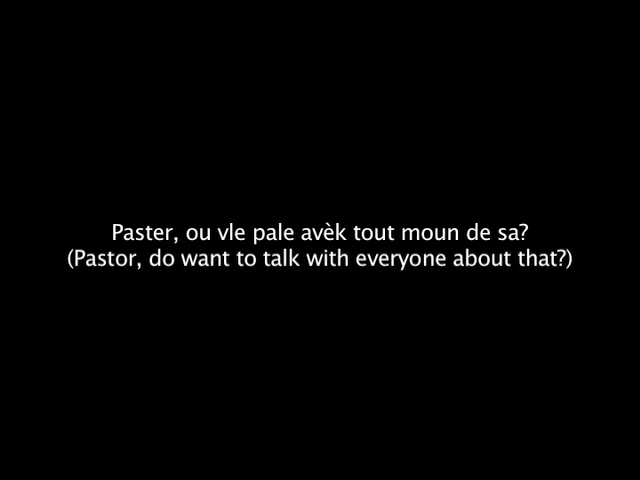 Paster, ou vle pale avèk tout moun de sa?
(Pastor, do want to talk with everyone about that?)